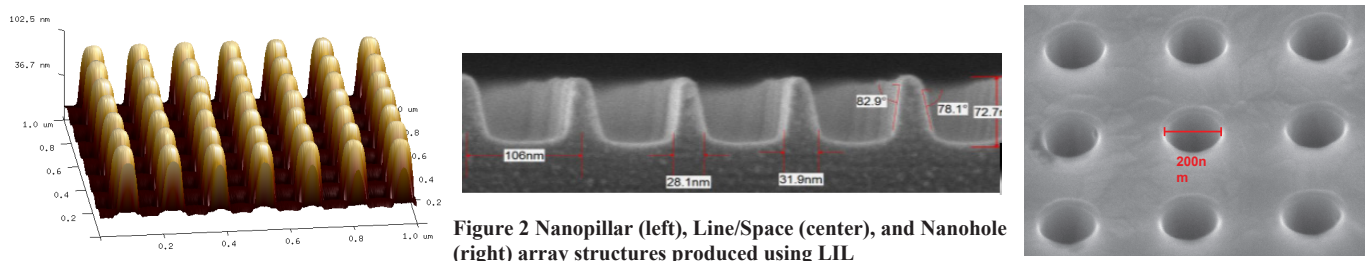 102.5 nm
36.7 nm
1.0 um
0.8
0.6
0.4
0.2
0.2
0.4
0.6
0.8
1.0 um
0.2
0.4
0.6
0.8
82.9°
78.1°
106nm
28.1nm
31.9nm
200n
m
Figure 2 Nanopillar (left), Line/Space (center), and Nanohole
(right) array structures produced using LIL